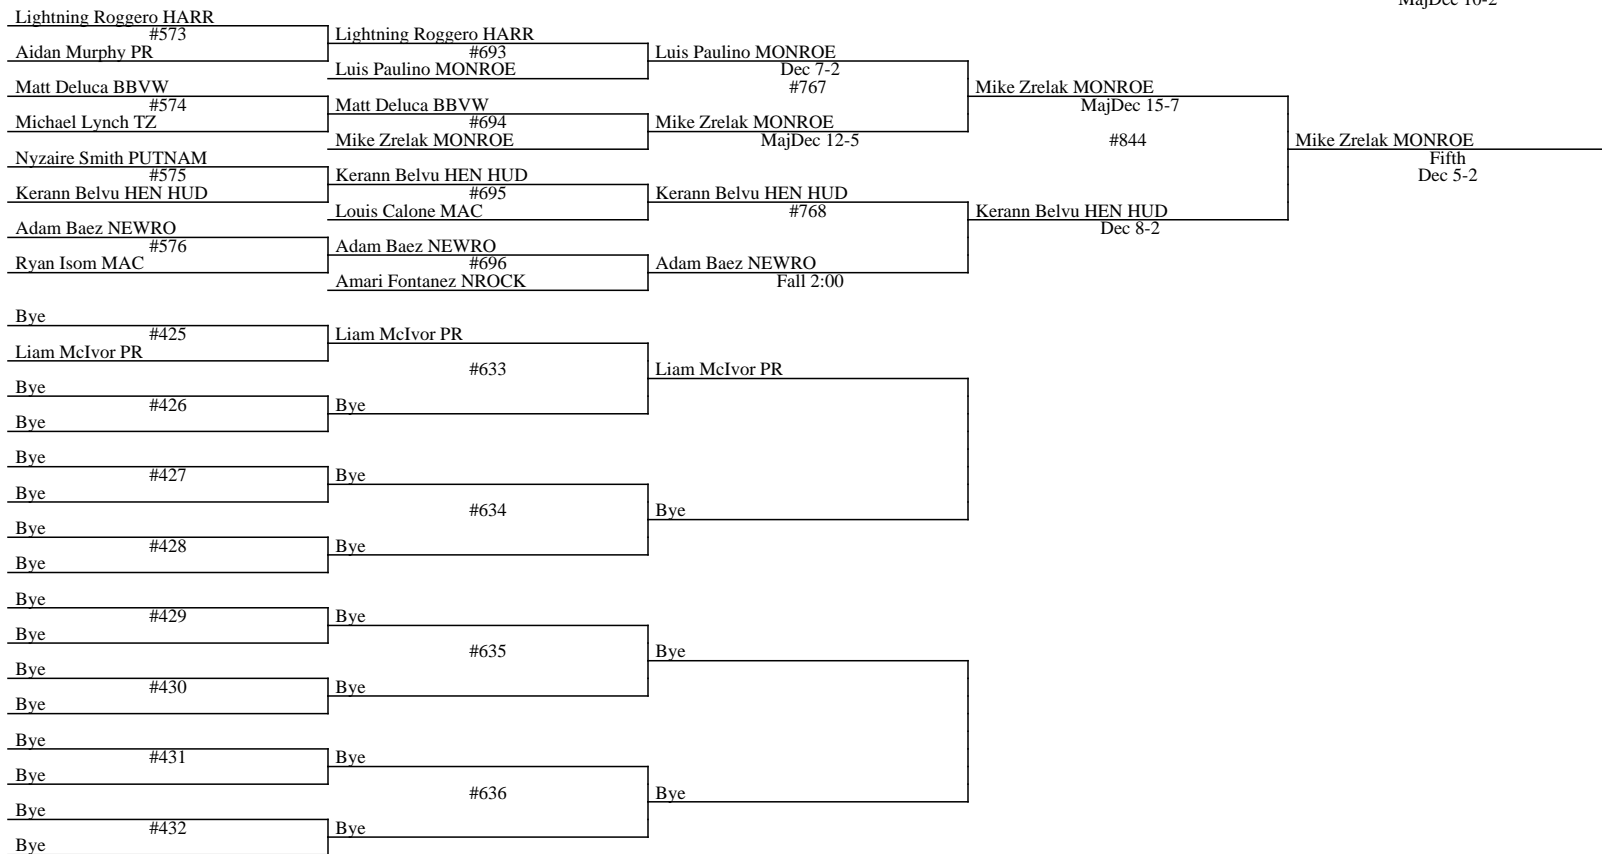 MajDec 10-2
Lightning Roggero HARR
#573
Aidan Murphy PR
Lightning Roggero HARR
#693
Luis Paulino MONROE
Luis Paulino MONROE
Dec 7-2
#767
Matt Deluca BBVW
#574
Michael Lynch TZ
Matt Deluca BBVW
#694
Mike Zrelak MONROE
Mike Zrelak MONROE
MajDec 12-5
Mike Zrelak MONROE
MajDec 15-7
#844
Mike Zrelak MONROE
Fifth
Dec 5-2
Nyzaire Smith PUTNAM
#575
Kerann Belvu HEN HUD
Kerann Belvu HEN HUD
#695
Louis Calone MAC
Kerann Belvu HEN HUD
#768
Kerann Belvu HEN HUD
Dec 8-2
Adam Baez NEWRO
#576
Ryan Isom MAC
Adam Baez NEWRO
#696
Amari Fontanez NROCK
Adam Baez NEWRO
Fall 2:00
Bye
#425
Liam McIvor PR
Liam McIvor PR
#633
Liam McIvor PR
Bye
#426
Bye
Bye
Bye
#427
Bye
Bye
#634
Bye
Bye
#428
Bye
Bye
Bye
#429
Bye
Bye
#635
Bye
Bye
#430
Bye
Bye
Bye
#431
Bye
Bye
#636
Bye
Bye
#432
Bye
Bye